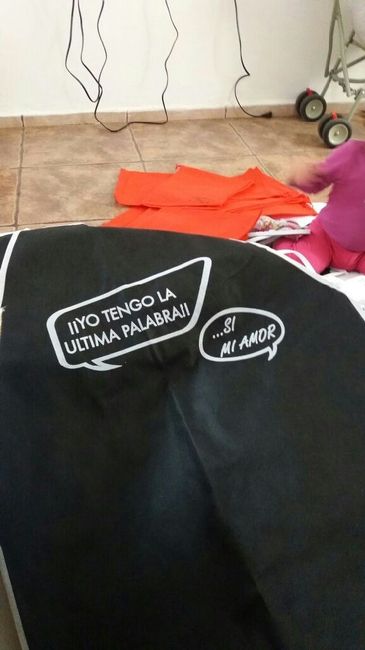 ¡¡YO TENGO LA
ULTIMA PALABRA!!
...SI
MI AMOR